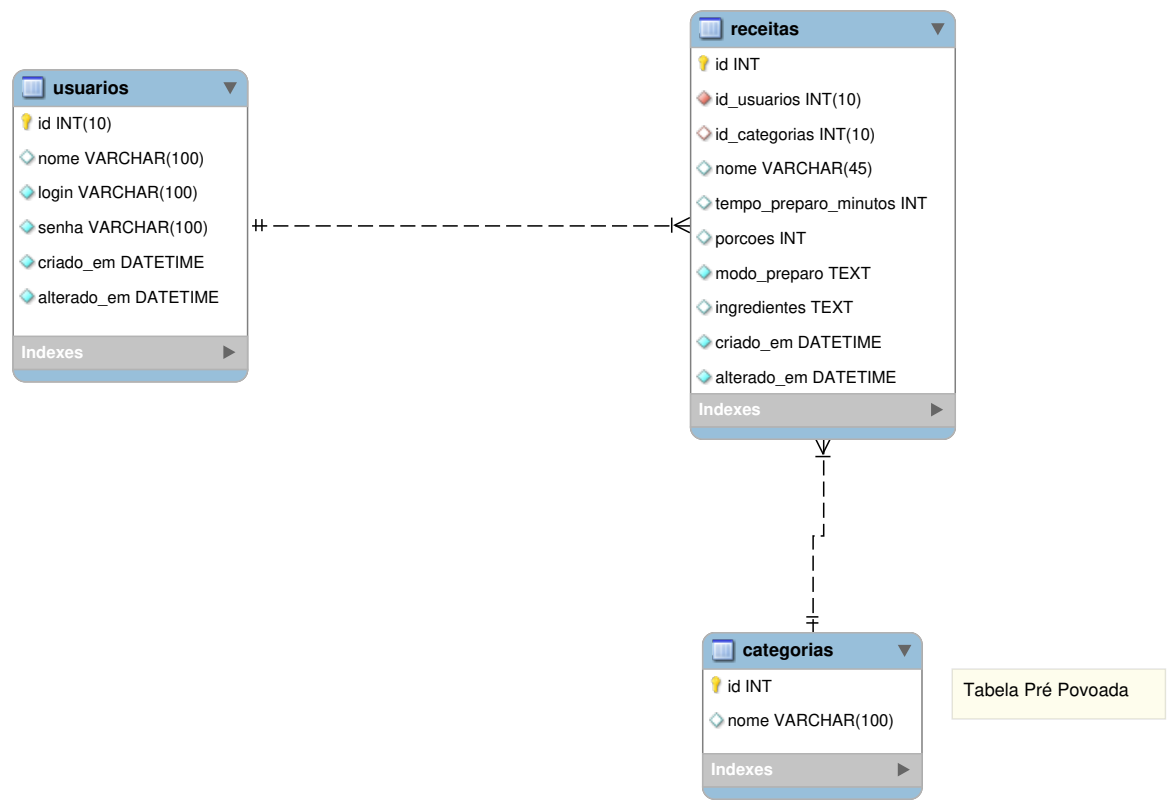 usuarios
id INT(10)
nome VARCHAR(100)
login VARCHAR(100)
senha VARCHAR(100)
criado_em DATETIME
alterado_em DATETIME
Indexes
receitas
id INT
id_usuarios INT(10)
id_categorias INT(10)
nome VARCHAR(45)
tempo_preparo_minutos INT
porcoes INT
modo_preparo TEXT
ingredientes TEXT
criado_em DATETIME
alterado_em DATETIME
Indexes
categorias
id INT
nome VARCHAR(100)
Indexes
Tabela Pré Povoada